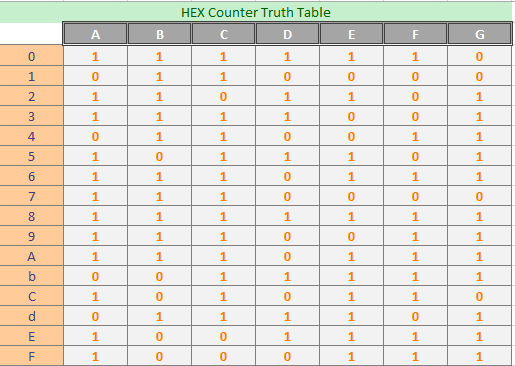 HEX Counter Truth Table
A B C D E F G
0 1 1 1 1 1 1 0
1 0 1 1 0 0 0 0
2 1 1 0 1 1 0 1
3 1 1 1 1 0 0 1
4 0 1 1 0 0 1 1
5 1 0 1 1 1 0 1
6 1 1 1 0 1 1 1
7 1 1 1 0 0 0 0
8 1 1 1 1 1 1 1
9 1 1 1 0 0 1 1
A 1 1 1 0 1 1 1
b 0 0 1 1 1 1 1
C 1 0 1 0 1 1 0
d 0 1 1 1 1 0 1
E 1 0 0 1 1 1 1
F 1 0 0 0 1 1 1